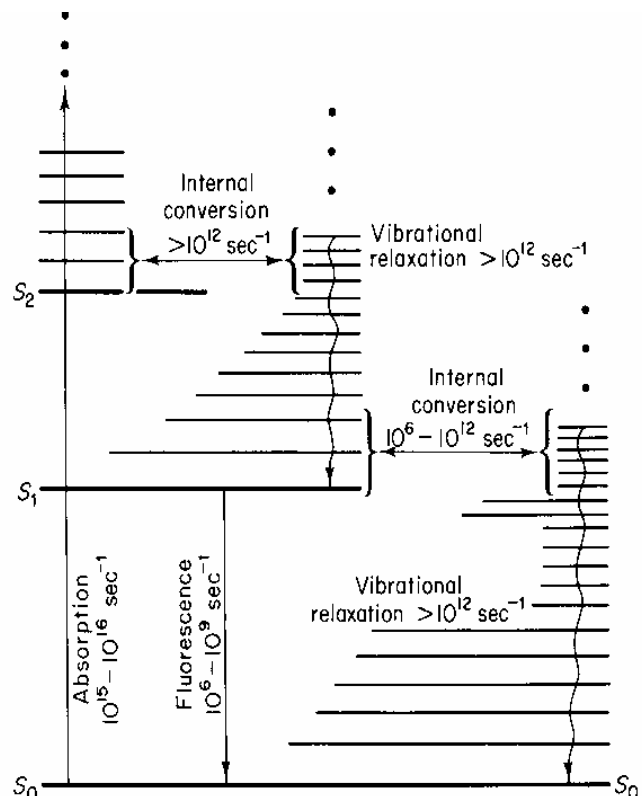 Internal
conversion
>10¹² sec⁻¹
Vibrational
relaxation >10¹² sec⁻¹
S₂
Internal
conversion
10⁶–10¹² sec⁻¹
S₁
Absorption
10¹⁵–10¹⁶ sec⁻¹
Fluorescence
10⁶–10⁹ sec⁻¹
Vibrational
relaxation >10¹² sec⁻¹
S₀
S₀